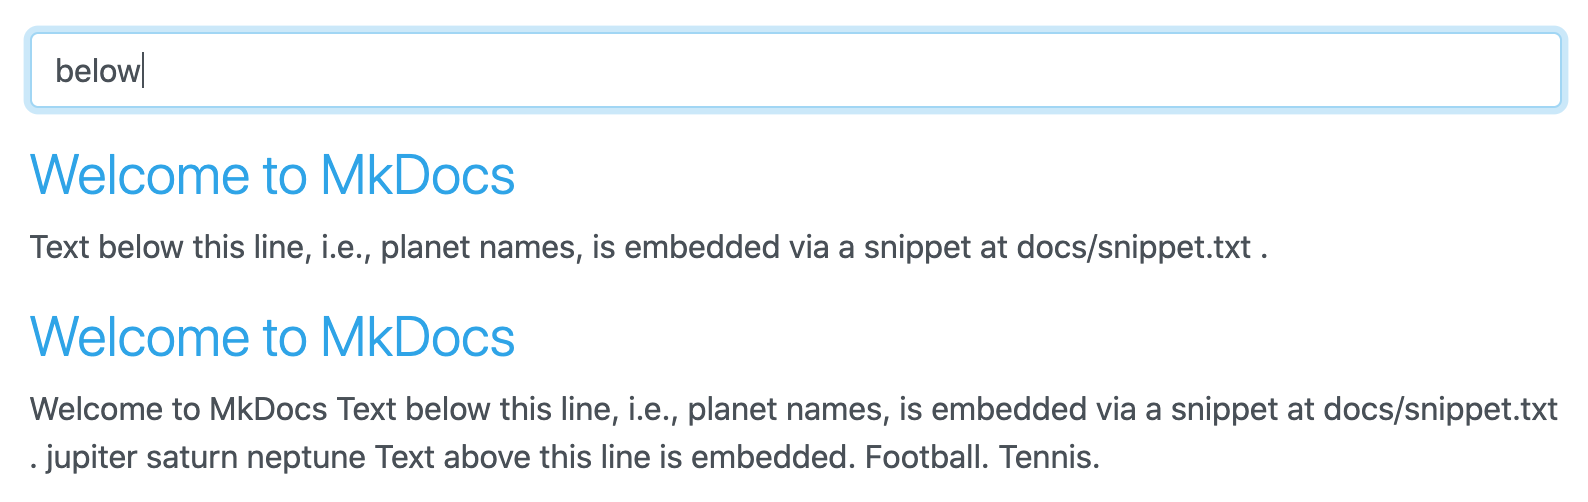 below
Welcome to MkDocs
Text below this line, i.e., planet names, is embedded via a snippet at docs/snippet.txt .
Welcome to MkDocs
Welcome to MkDocs Text below this line, i.e., planet names, is embedded via a snippet at docs/snippet.txt
. jupiter saturn neptune Text above this line is embedded. Football. Tennis.